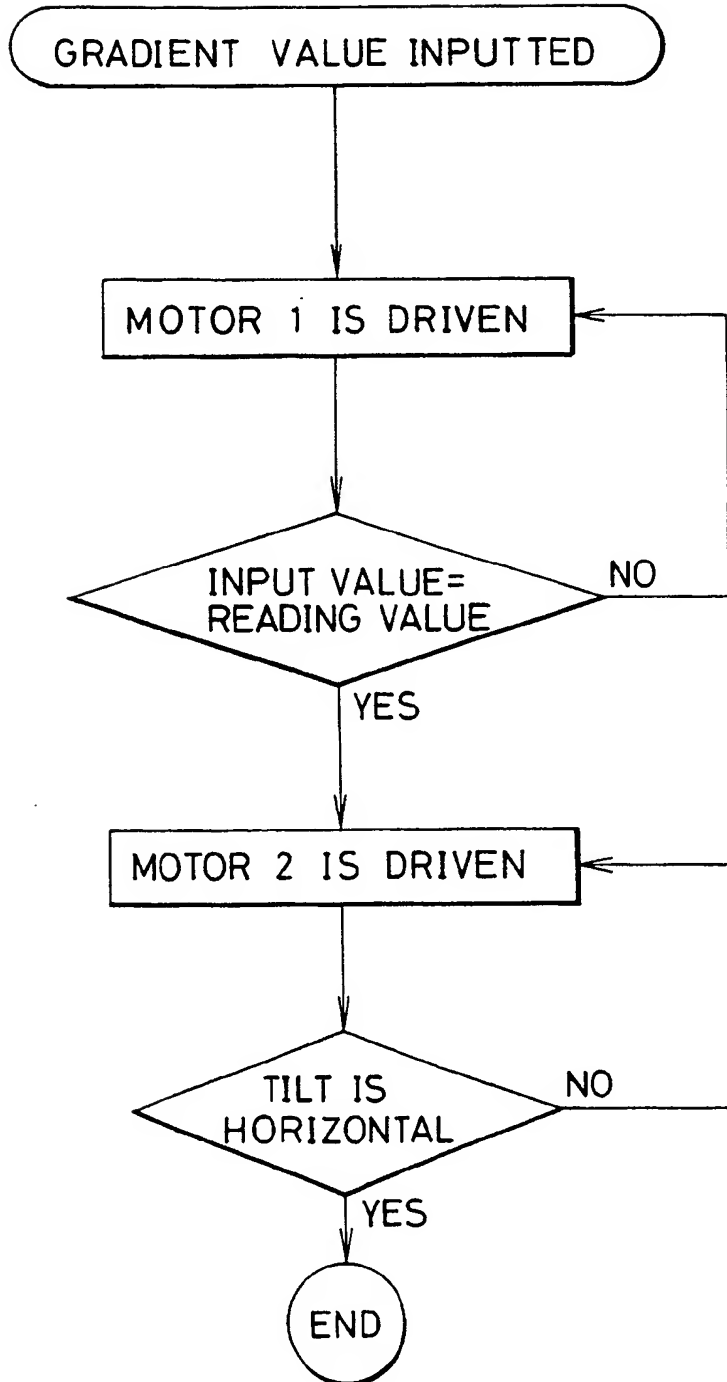 GRADIENT VALUE INPUTTED
MOTOR 1 IS DRIVEN
INPUT VALUE=
READING VALUE
NO
YES
MOTOR 2 IS DRIVEN
TILT IS
HORIZONTAL
NO
YES
END